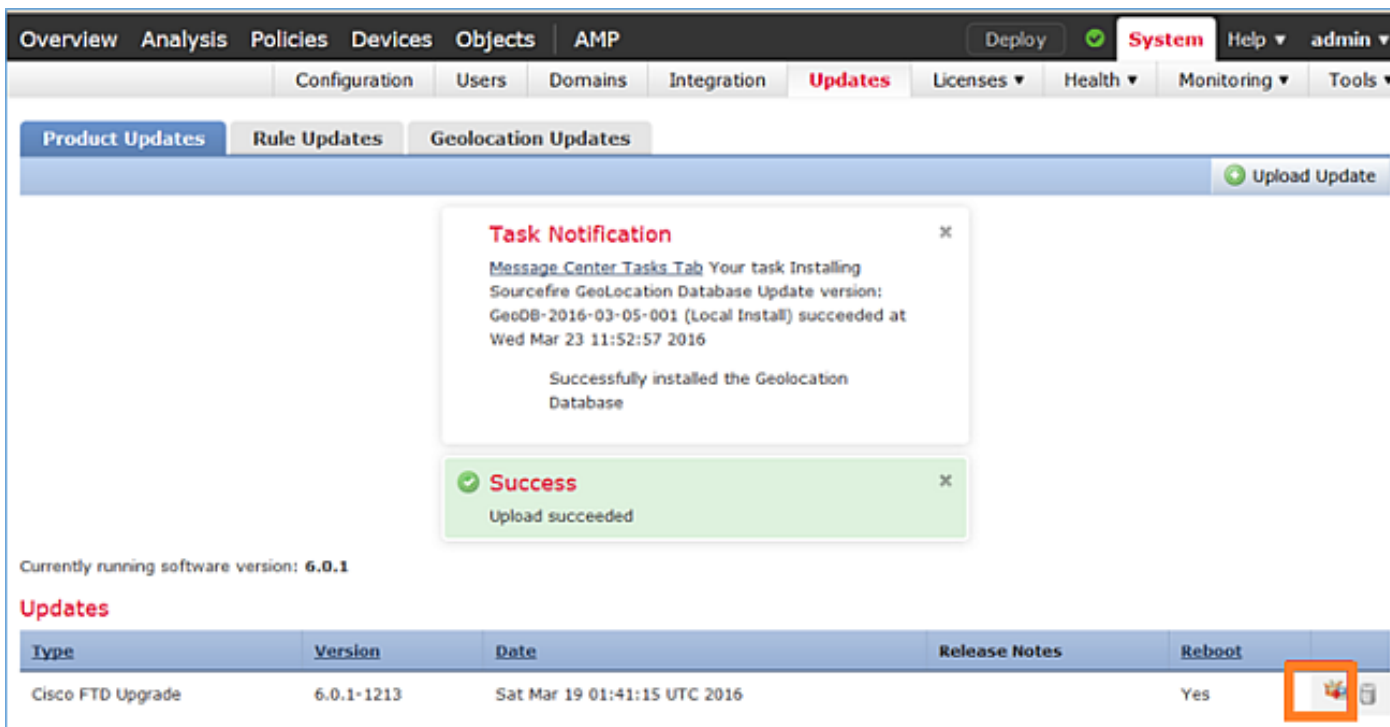 Overview Analysis Policies Devices Objects AMP Deploy System Help admin
Configuration Users Domains Integration Updates Licenses Health Monitoring Tools
Product Updates Rule Updates Geolocation Updates
Upload Update
Task Notification
Message Center Tasks Tab Your task Installing
Sourcefire GeoLocation Database Update version:
GeoDB-2016-03-05-001 (Local Install) succeeded at
Wed Mar 23 11:52:57 2016
Successfully installed the Geolocation
Database
Success
Upload succeeded
Currently running software version: 6.0.1
Updates
Type Version Date Release Notes Reboot
Cisco FTD Upgrade 6.0.1-1213 Sat Mar 19 01:41:15 UTC 2016 Yes